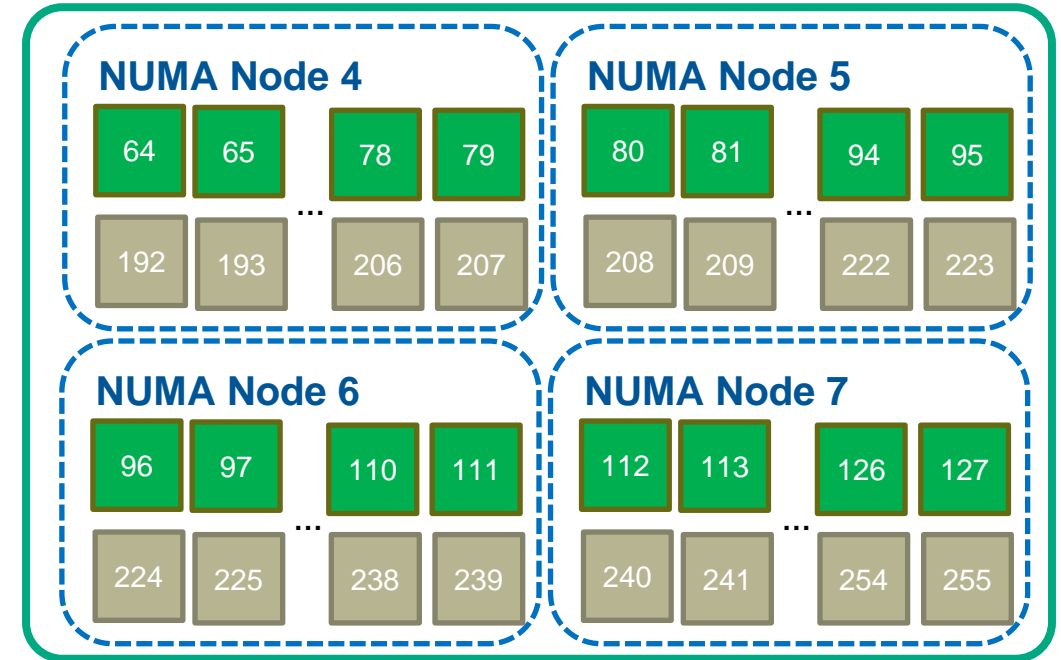 NUMA Node 4
64 65 78 79
...
192 193 206 207
NUMA Node 5
80 81 94 95
...
208 209 222 223
NUMA Node 6
96 97 110 111
...
224 225 238 239
NUMA Node 7
112 113 126 127
...
240 241 254 255